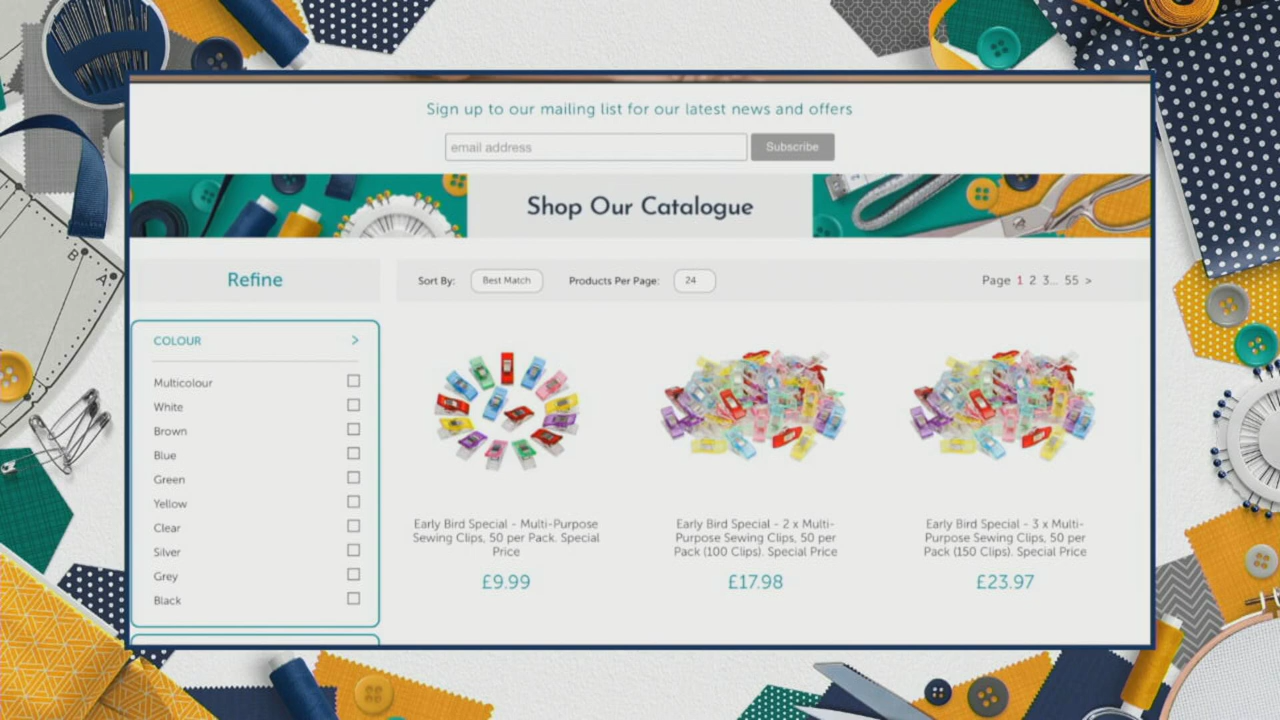 Sign up to our mailing list for our latest news and offers
email address
Subscribe
Shop Our Catalogue
Refine
Sort By: Best Match Products Per Page: 24 Page 1 2 3... 55 >
COLOUR >
Multicolour
White
Brown
Blue
Green
Yellow
Clear
Silver
Grey
Black
Early Bird Special - Multi-Purpose
Sewing Clips, 50 per Pack. Special
Price
£9.99
Early Bird Special - 2 x Multi-
Purpose Sewing Clips, 50 per
Pack (100 Clips). Special Price
£17.98
Early Bird Special - 3 x Multi-
Purpose Sewing Clips, 50 per
Pack (150 Clips). Special Price
£23.97
B
A